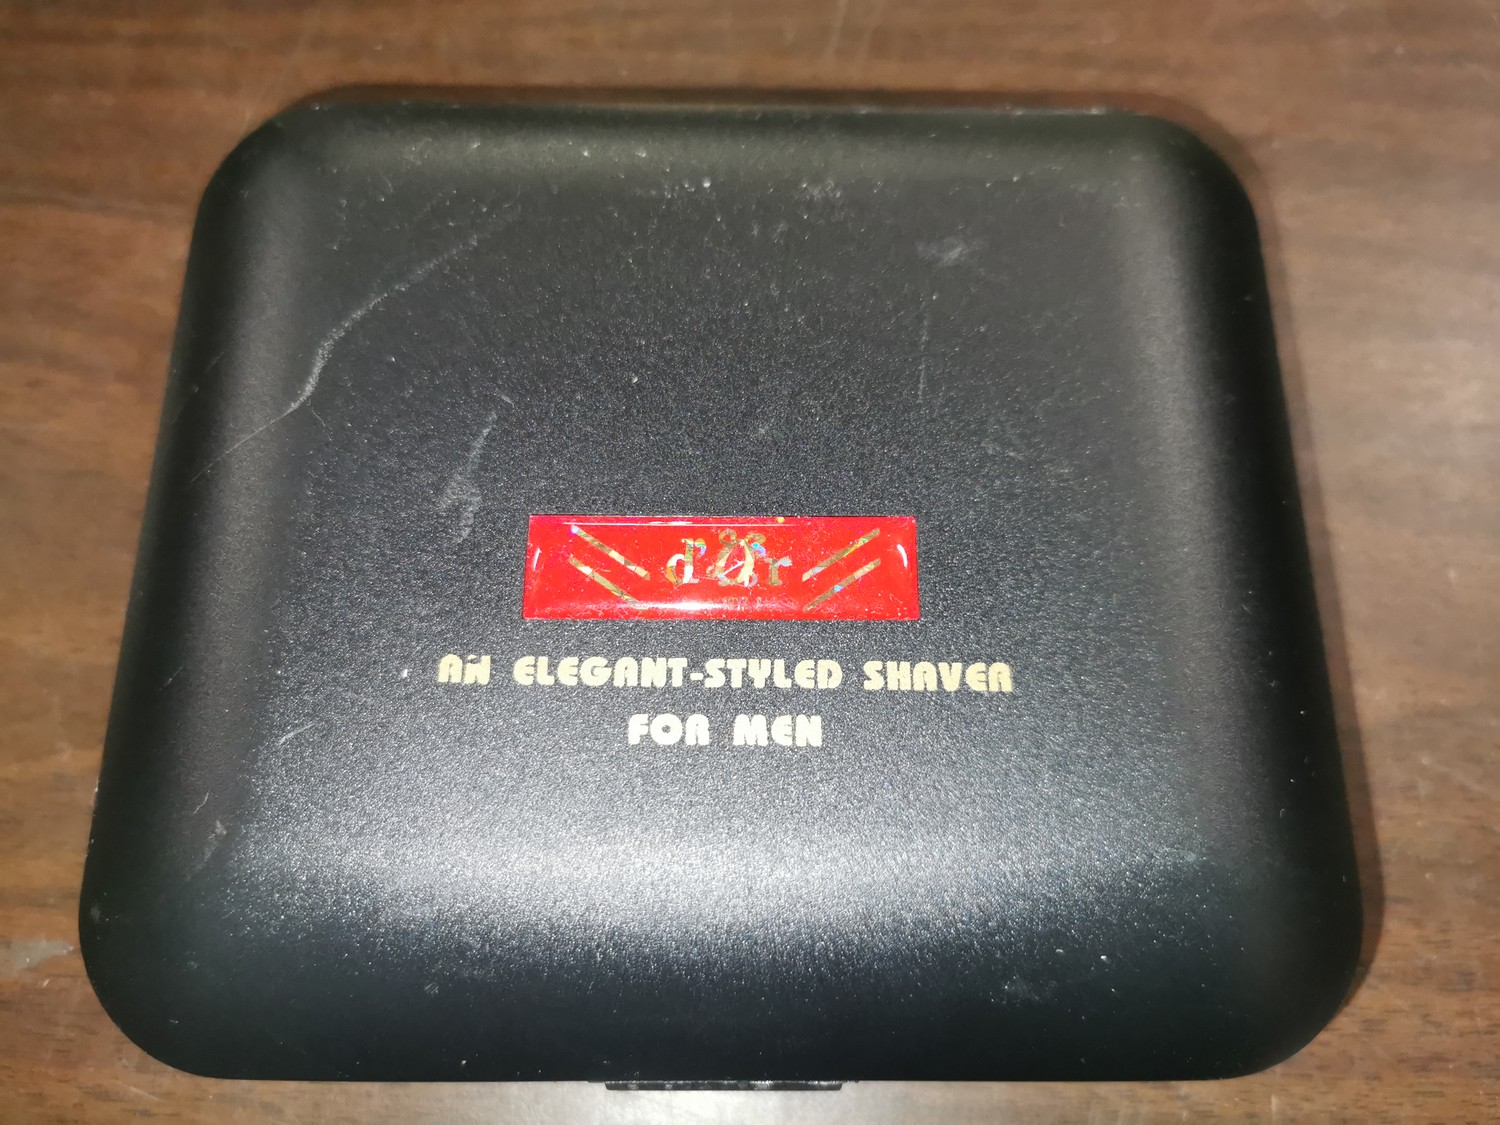 d'Or
AN ELEGANT-STYLED SHAVER
FOR MEN